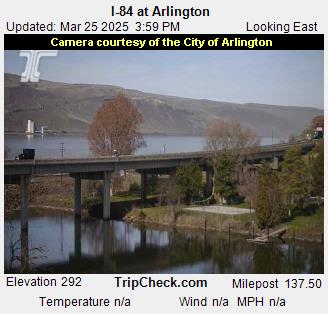 I-84 at Arlington
Updated: Mar 25 2025 3:59 PM Looking East
Camera courtesy of the City of Arlington
Elevation 292 TripCheck.com Milepost 137.50
Temperature n/a Wind n/a MPH n/a